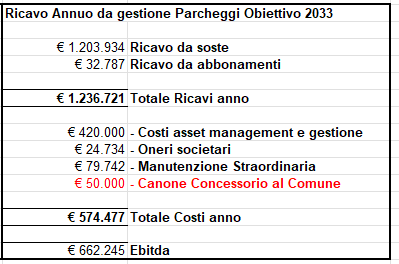 Ricavo Annuo da gestione Parcheggi Obiettivo 2033
€ 1.203.934 Ricavo da soste
€ 32.787 Ricavo da abbonamenti
€ 1.236.721 Totale Ricavi anno
€ 420.000 - Costi asset management e gestione
€ 24.734 - Oneri societari
€ 79.742 - Manutenzione Straordinaria
€ 50.000 - Canone Concessorio al Comune
€ 574.477 Totale Costi anno
€ 662.245 Ebitda